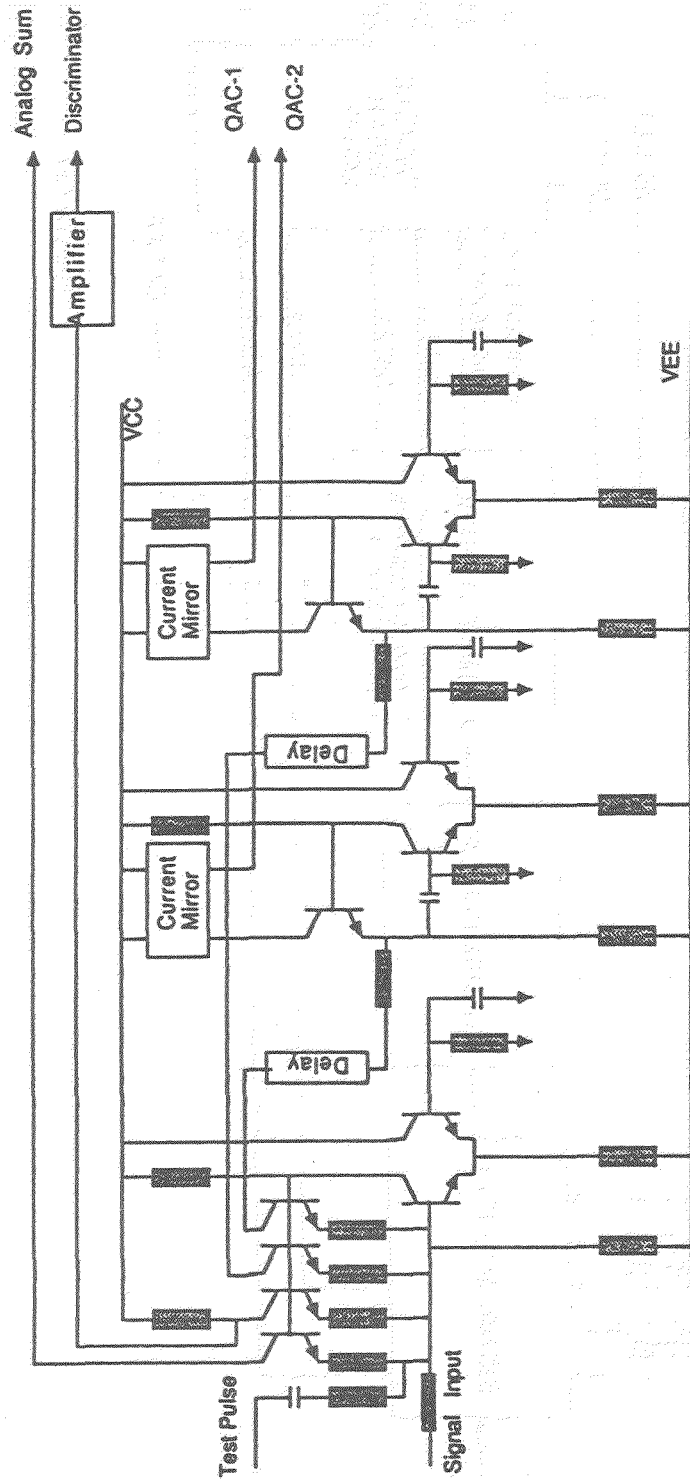 Analog Sum
Discriminator
Amplifier
QAC-1
QAC-2
VCC
Current
Mirror
Current
Mirror
Delay
Delay
VEE
Test Pulse
Signal Input